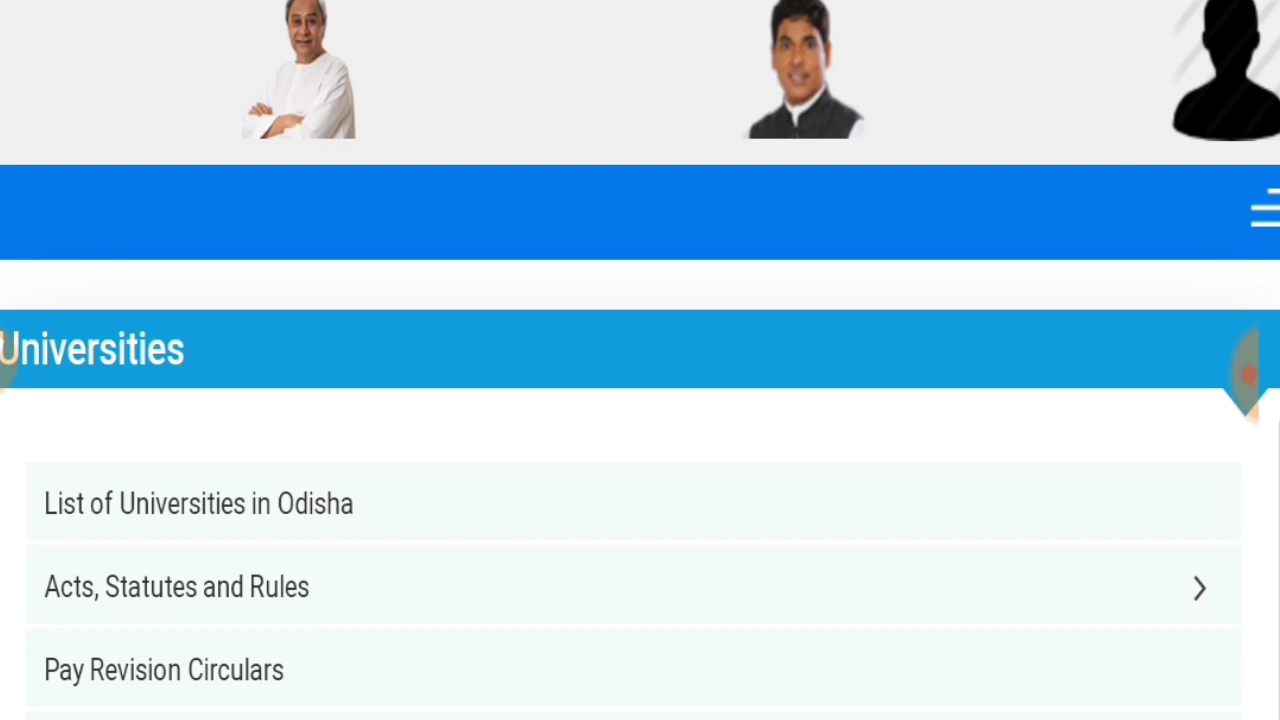 Universities
List of Universities in Odisha
Acts, Statutes and Rules
Pay Revision Circulars